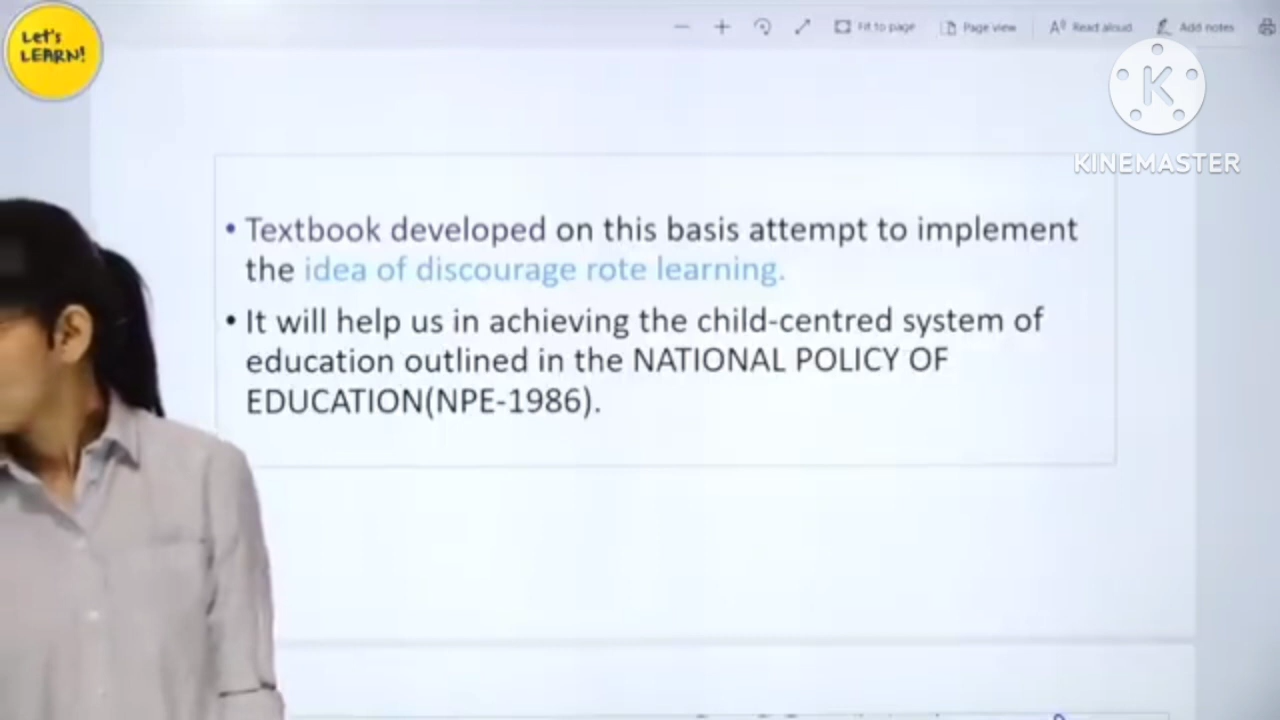 Let's
LEARN!
Fit to page
Page view
Read aloud
Add notes
K
KINEMASTER
• Textbook developed on this basis attempt to implement
the idea of discourage rote learning.
• It will help us in achieving the child-centred system of
education outlined in the NATIONAL POLICY OF
EDUCATION(NPE-1986).